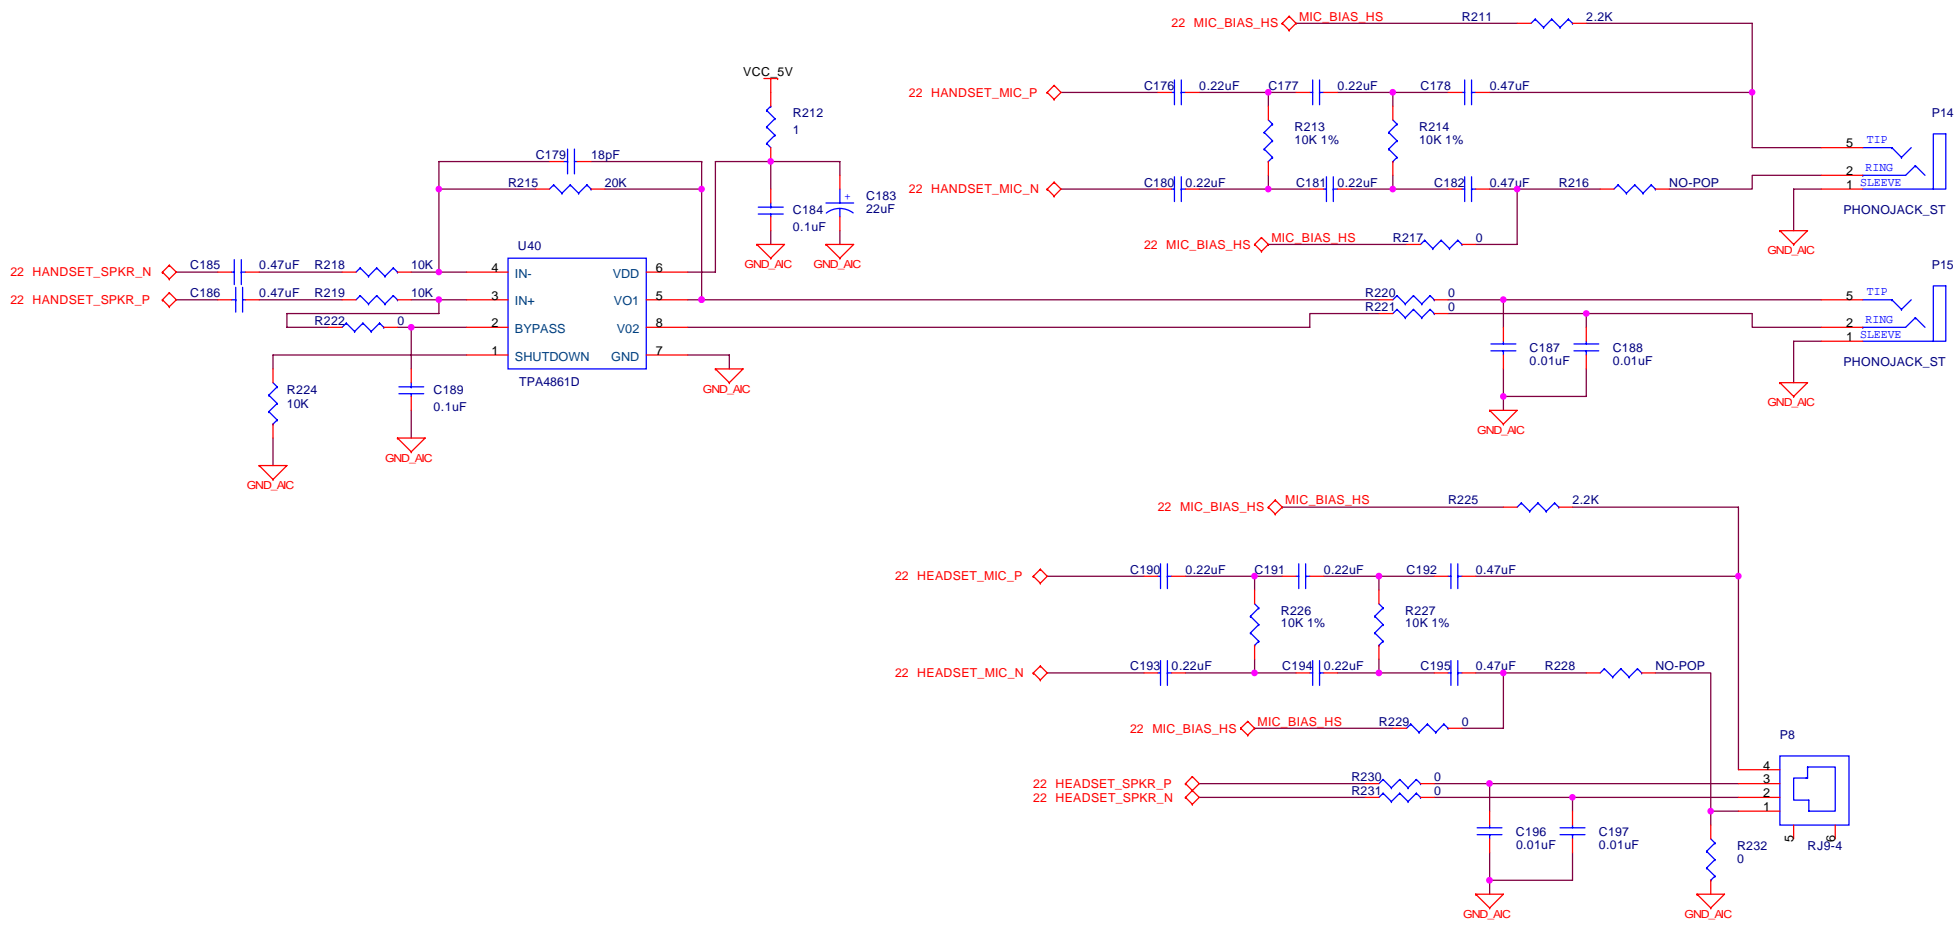 22 MIC_BIAS_HS MIC_BIAS_HS R211 2.2K
VCC_5V
22 HANDSET_MIC_P C176 0.22uF C177 0.22uF C178 0.47uF
R212
1
P14
R213
10K 1%
R214
10K 1%
5 TIP
C179 18pF
R215 20K
2 RING
1 SLEEVE
22 HANDSET_MIC_N C180 0.22uF C181 0.22uF C182 0.47uF R216 NO-POP
PHONOJACK_ST
C184
0.1uF
+
C183
22uF
22 MIC_BIAS_HS MIC_BIAS_HS R217 0
GND_AIC
GND_AIC
GND_AIC
U40
P15
22 HANDSET_SPKR_N C185 0.47uF R218 10K 4 IN- VDD 6
22 HANDSET_SPKR_P C186 0.47uF R219 10K 3 IN+ VO1 5 R220 0 5 TIP
R221 0
R222 0 2 BYPASS V02 8 2 RING
1 SLEEVE
1 SHUTDOWN GND 7
C187
0.01uF
C188
0.01uF
PHONOJACK_ST
TPA4861D
R224
10K
C189
0.1uF
GND_AIC
GND_AIC
GND_AIC
GND_AIC
GND_AIC
22 MIC_BIAS_HS MIC_BIAS_HS R225 2.2K
22 HEADSET_MIC_P C190 0.22uF C191 0.22uF C192 0.47uF
R226
10K 1%
R227
10K 1%
22 HEADSET_MIC_N C193 0.22uF C194 0.22uF C195 0.47uF R228 NO-POP
22 MIC_BIAS_HS MIC_BIAS_HS R229 0
P8
4
22 HEADSET_SPKR_P R230 0 3
22 HEADSET_SPKR_N R231 0 2
1
C196
0.01uF
C197
0.01uF
5 6
R232
0
RJ9-4
GND_AIC
GND_AIC